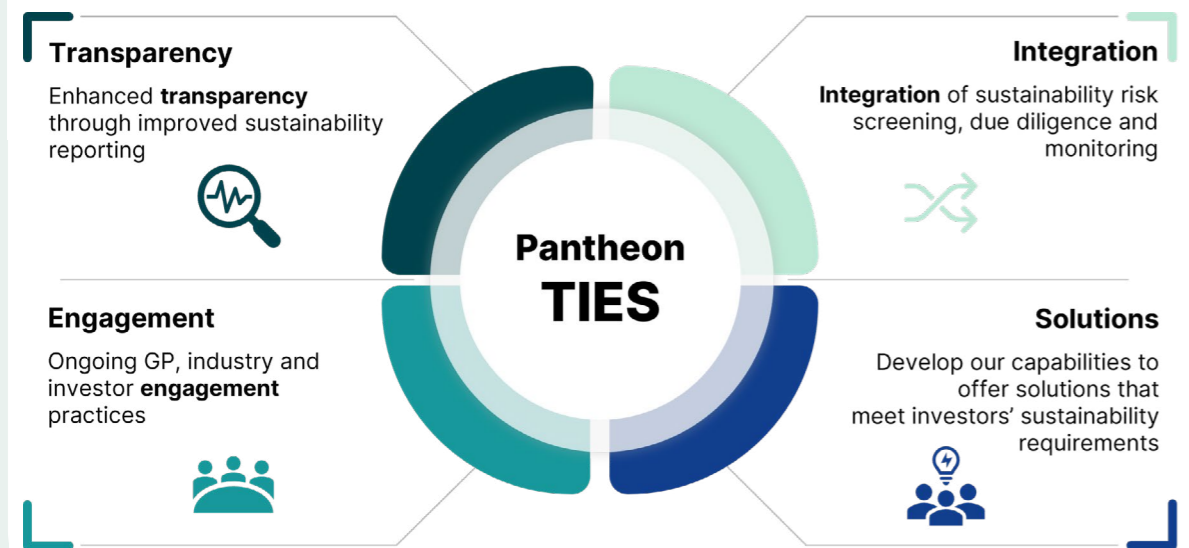 Transparency
Enhanced transparency
through improved sustainability
reporting
Integration
Integration of sustainability risk
screening, due diligence and
monitoring
Pantheon
TIES
Engagement
Ongoing GP, industry and
investor engagement
practices
Solutions
Develop our capabilities to
offer solutions that
meet investors’ sustainability
requirements